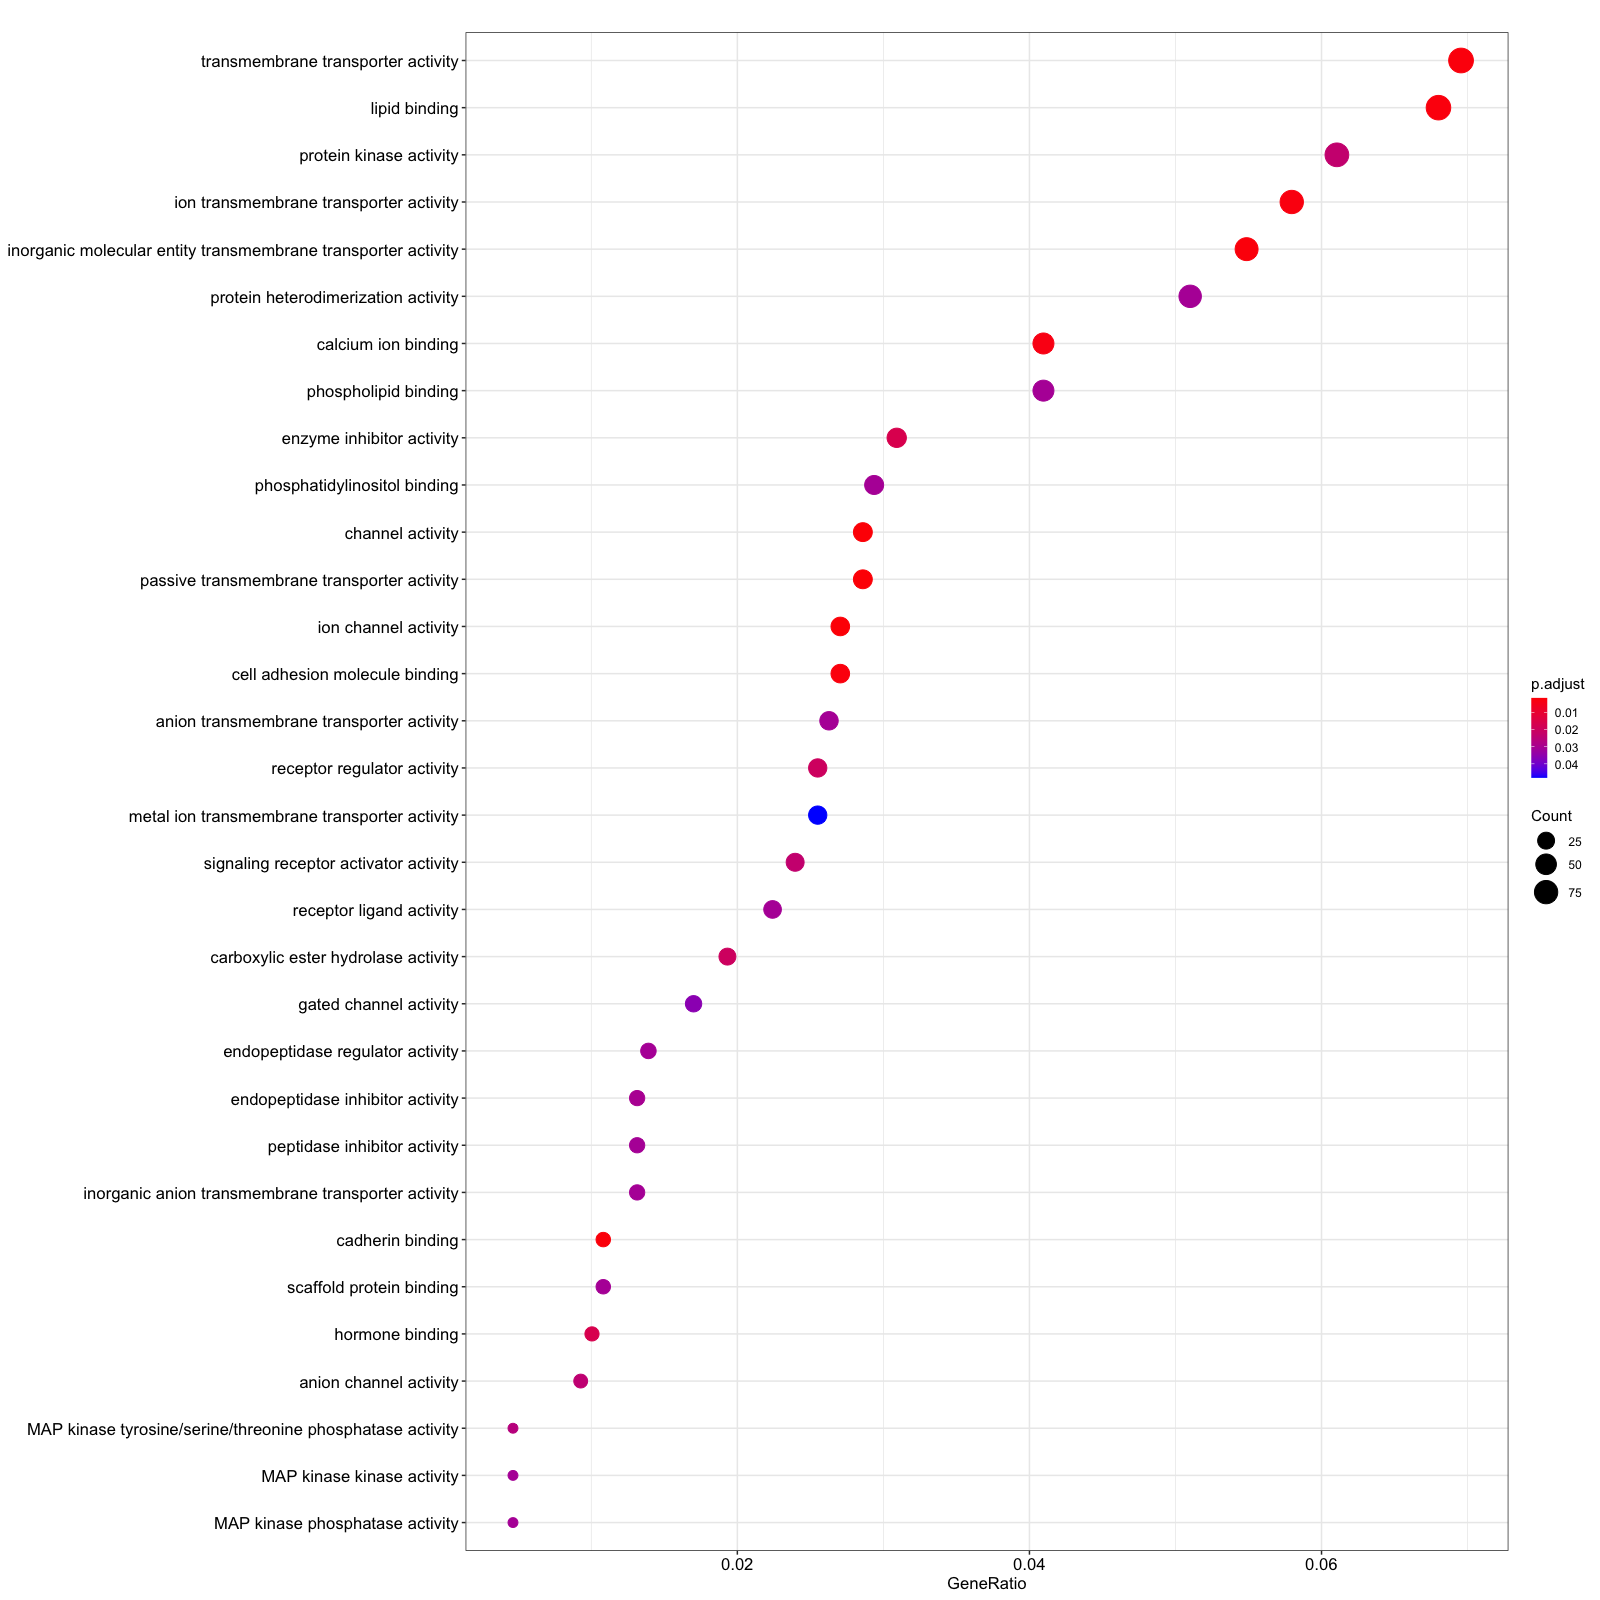 transmembrane transporter activity
lipid binding
protein kinase activity
ion transmembrane transporter activity
inorganic molecular entity transmembrane transporter activity
protein heterodimerization activity
calcium ion binding
phospholipid binding
enzyme inhibitor activity
phosphatidylinositol binding
channel activity
passive transmembrane transporter activity
ion channel activity
cell adhesion molecule binding
anion transmembrane transporter activity
receptor regulator activity
metal ion transmembrane transporter activity
signaling receptor activator activity
receptor ligand activity
carboxylic ester hydrolase activity
gated channel activity
endopeptidase regulator activity
endopeptidase inhibitor activity
peptidase inhibitor activity
inorganic anion transmembrane transporter activity
cadherin binding
scaffold protein binding
hormone binding
anion channel activity
MAP kinase tyrosine/serine/threonine phosphatase activity
MAP kinase kinase activity
MAP kinase phosphatase activity
0.02 0.04 0.06
GeneRatio
p.adjust
0.01
0.02
0.03
0.04
Count
25
50
75